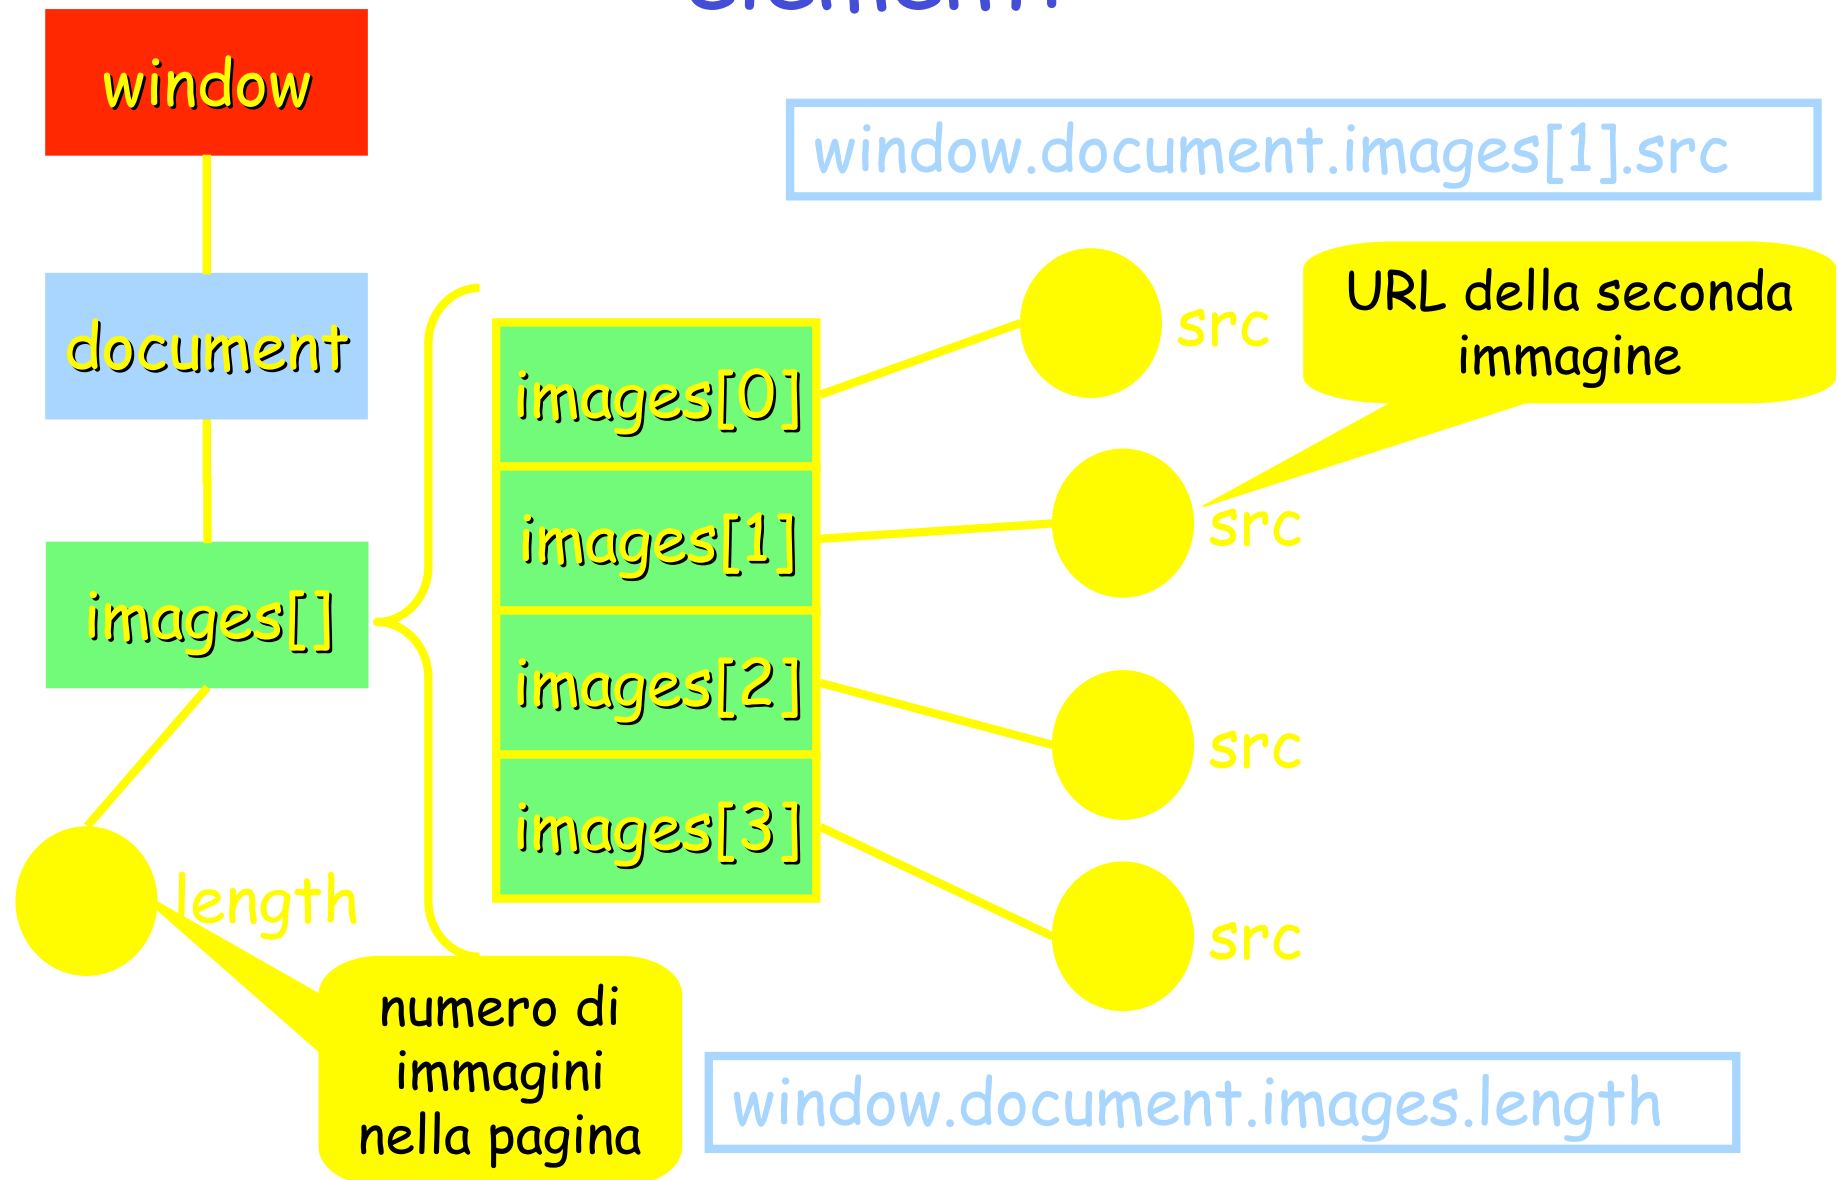 window
window.document.images[1].src
document
images[]
images[0]
images[1]
images[2]
images[3]
src
URL della seconda
immagine
src
src
src
length
numero di
immagini
nella pagina
window.document.images.length